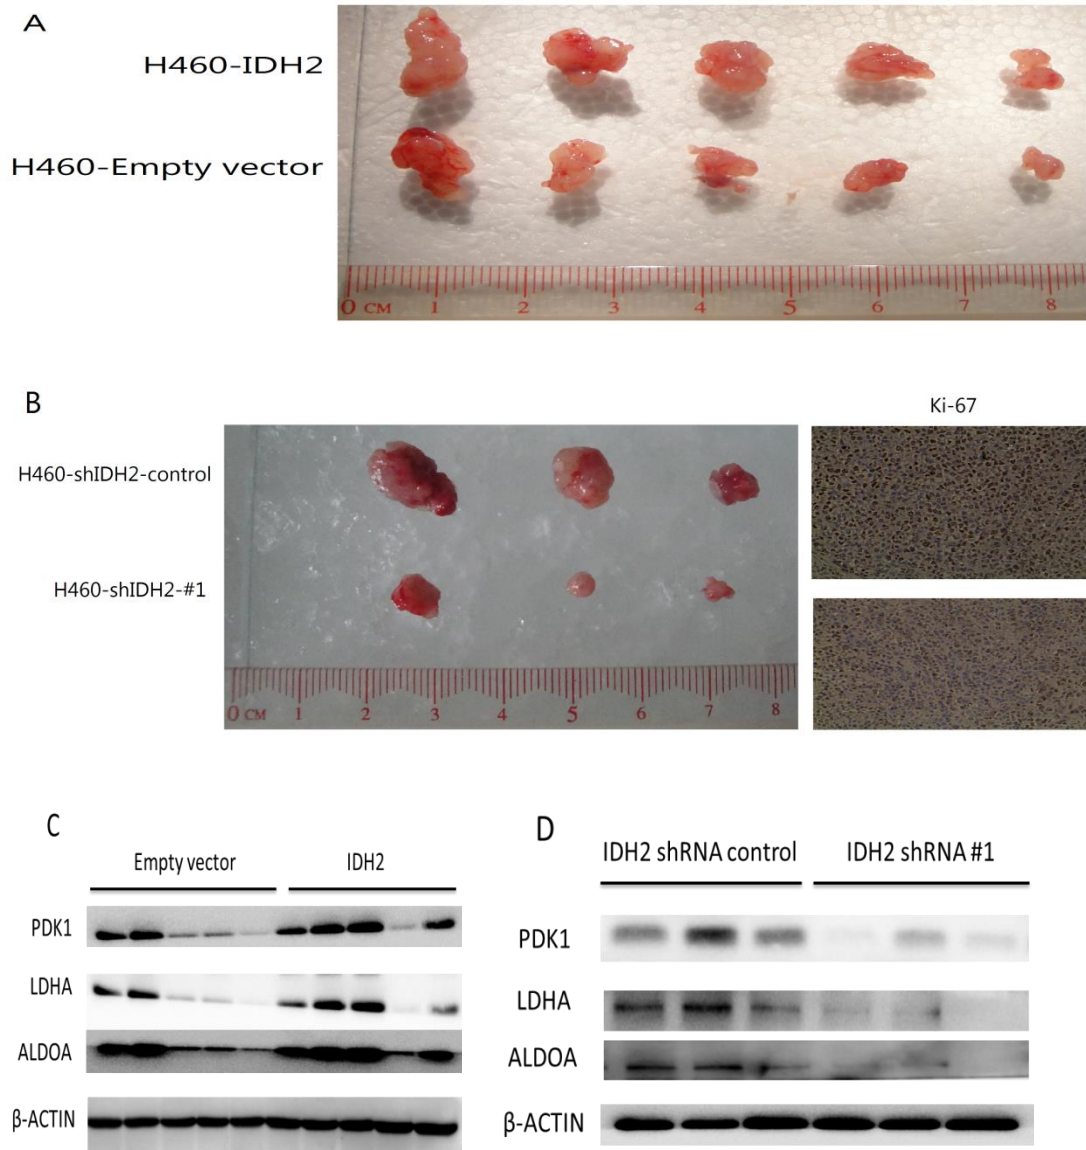 A
H460-IDH2
H460-Empty vector
0 CM 1 2 3 4 5 6 7 8
B
Ki-67
H460-shIDH2-control
H460-shIDH2-#1
0 CM 1 2 3 4 5 6 7 8
C
Empty vector IDH2
PDK1
LDHA
ALDOA
β-ACTIN
D
IDH2 shRNA control IDH2 shRNA #1
PDK1
LDHA
ALDOA
β-ACTIN